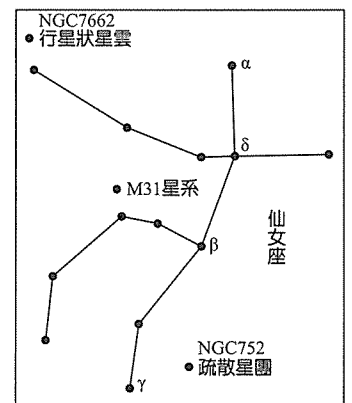 NGC7662
行星狀星雲
α
δ
M31星系
仙女座
β
NGC752
疏散星團
γ